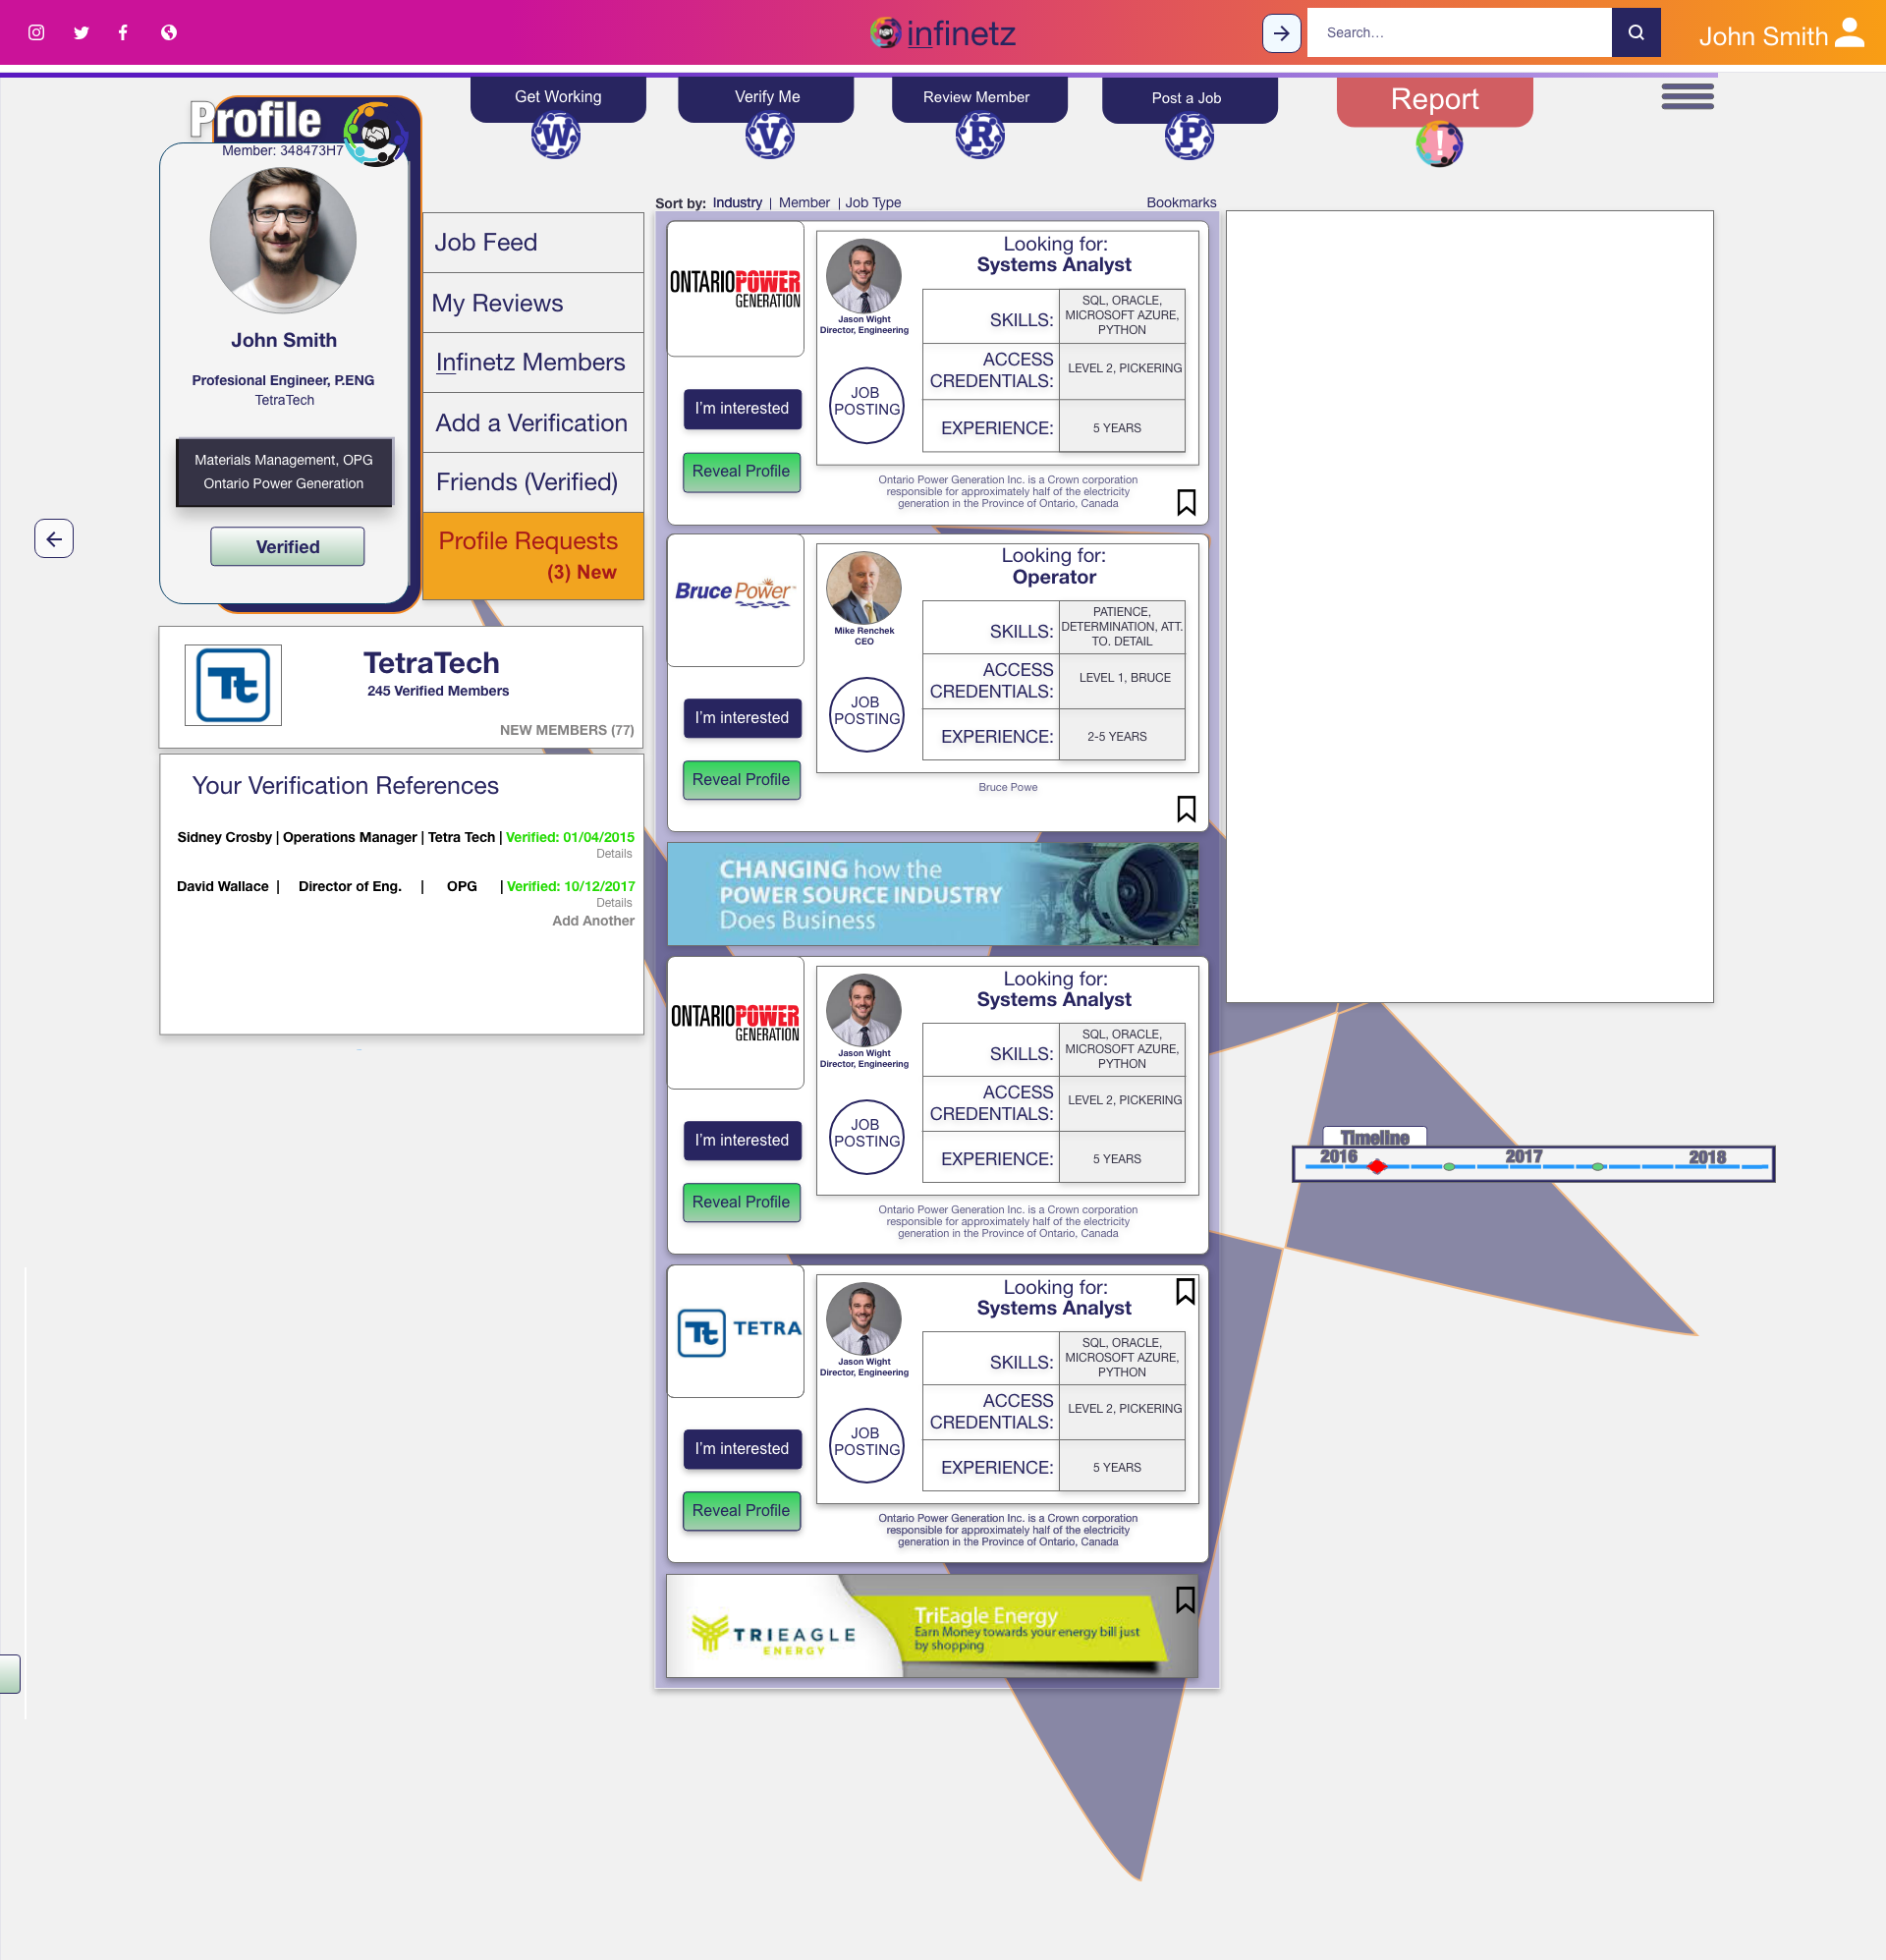 infinetz
Search...
John Smith
Get Working
Verify Me
Review Member
Post a Job
Report
W
V
R
P
!
Profile
Member: 348473H7
John Smith
Profesional Engineer, P.ENG
TetraTech
Materials Management, OPG
Ontario Power Generation
Verified
Job Feed
My Reviews
Infinetz Members
Add a Verification
Friends (Verified)
Profile Requests
(3) New
Tt
TetraTech
245 Verified Members
NEW MEMBERS (77)
Your Verification References
Sidney Crosby | Operations Manager | Tetra Tech | Verified: 01/04/2015
Details
David Wallace | Director of Eng. | OPG | Verified: 10/12/2017
Details
Add Another
Sort by: Industry | Member | Job Type
Bookmarks
ONTARIOPOWER
GENERATION
I'm interested
Reveal Profile
Jason Wight
Director, Engineering
JOB
POSTING
Looking for:
Systems Analyst
SKILLS:
SQL, ORACLE,
MICROSOFT AZURE,
PYTHON
ACCESS
CREDENTIALS:
LEVEL 2, PICKERING
EXPERIENCE:
5 YEARS
Ontario Power Generation Inc. is a Crown corporation
responsible for approximately half of the electricity
generation in the Province of Ontario, Canada
Bruce Power™
I'm interested
Reveal Profile
Mike Renchek
CEO
JOB
POSTING
Looking for:
Operator
SKILLS:
PATIENCE,
DETERMINATION, ATT.
TO. DETAIL
ACCESS
CREDENTIALS:
LEVEL 1, BRUCE
EXPERIENCE:
2-5 YEARS
Bruce Powe
CHANGING how the
POWER SOURCE INDUSTRY
Does Business
ONTARIOPOWER
GENERATION
I'm interested
Reveal Profile
Jason Wight
Director, Engineering
JOB
POSTING
Looking for:
Systems Analyst
SKILLS:
SQL, ORACLE,
MICROSOFT AZURE,
PYTHON
ACCESS
CREDENTIALS:
LEVEL 2, PICKERING
EXPERIENCE:
5 YEARS
Ontario Power Generation Inc. is a Crown corporation
responsible for approximately half of the electricity
generation in the Province of Ontario, Canada
Tt TETRA
I'm interested
Reveal Profile
Jason Wight
Director, Engineering
JOB
POSTING
Looking for:
Systems Analyst
SKILLS:
SQL, ORACLE,
MICROSOFT AZURE,
PYTHON
ACCESS
CREDENTIALS:
LEVEL 2, PICKERING
EXPERIENCE:
5 YEARS
Ontario Power Generation Inc. is a Crown corporation
responsible for approximately half of the electricity
generation in the Province of Ontario, Canada
TRIEAGLE
ENERGY
TriEagle Energy
Earn Money towards your energy bill just
by shopping
Timeline
2016
2017
2018